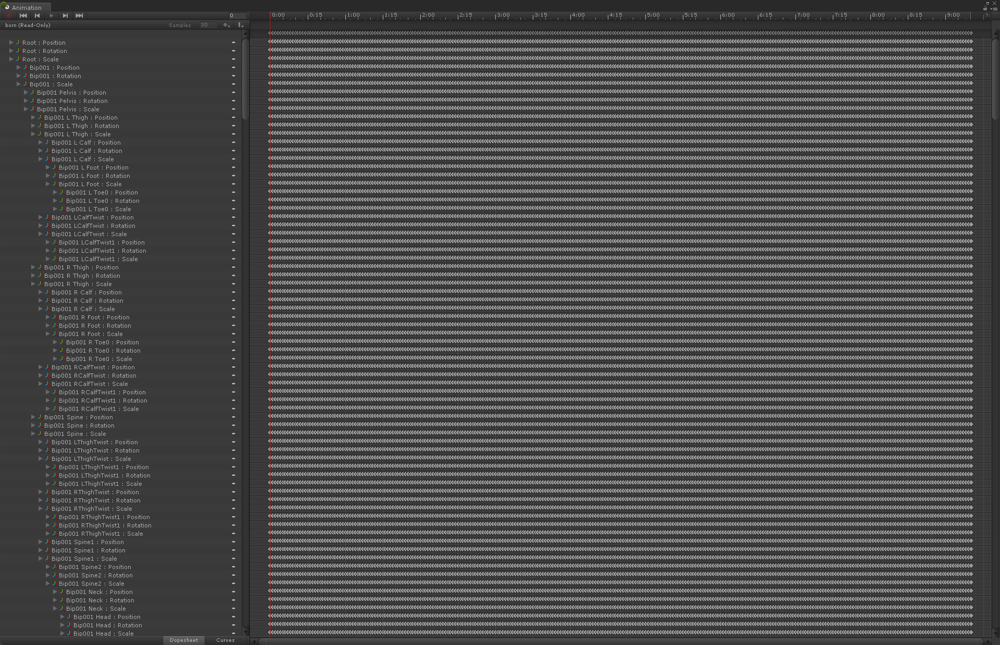 Animation
0
0:00 0:15 1:00 1:15 2:00 2:15 3:00 3:15 4:00 4:15 5:00 5:15 6:00 6:15 7:00 7:15 8:00 8:15 9:00
born (Read-Only) Samples 30
Root : Position
Root : Rotation
Root : Scale
Bip001 : Position
Bip001 : Rotation
Bip001 : Scale
Bip001 Pelvis : Position
Bip001 Pelvis : Rotation
Bip001 Pelvis : Scale
Bip001 L Thigh : Position
Bip001 L Thigh : Rotation
Bip001 L Thigh : Scale
Bip001 L Calf : Position
Bip001 L Calf : Rotation
Bip001 L Calf : Scale
Bip001 L Foot : Position
Bip001 L Foot : Rotation
Bip001 L Foot : Scale
Bip001 L Toe0 : Position
Bip001 L Toe0 : Rotation
Bip001 L Toe0 : Scale
Bip001 LCalfTwist : Position
Bip001 LCalfTwist : Rotation
Bip001 LCalfTwist : Scale
Bip001 LCalfTwist1 : Position
Bip001 LCalfTwist1 : Rotation
Bip001 LCalfTwist1 : Scale
Bip001 R Thigh : Position
Bip001 R Thigh : Rotation
Bip001 R Thigh : Scale
Bip001 R Calf : Position
Bip001 R Calf : Rotation
Bip001 R Calf : Scale
Bip001 R Foot : Position
Bip001 R Foot : Rotation
Bip001 R Foot : Scale
Bip001 R Toe0 : Position
Bip001 R Toe0 : Rotation
Bip001 R Toe0 : Scale
Bip001 RCalfTwist : Position
Bip001 RCalfTwist : Rotation
Bip001 RCalfTwist : Scale
Bip001 RCalfTwist1 : Position
Bip001 RCalfTwist1 : Rotation
Bip001 RCalfTwist1 : Scale
Bip001 Spine : Position
Bip001 Spine : Rotation
Bip001 Spine : Scale
Bip001 LThighTwist : Position
Bip001 LThighTwist : Rotation
Bip001 LThighTwist : Scale
Bip001 LThighTwist1 : Position
Bip001 LThighTwist1 : Rotation
Bip001 LThighTwist1 : Scale
Bip001 RThighTwist : Position
Bip001 RThighTwist : Rotation
Bip001 RThighTwist : Scale
Bip001 RThighTwist1 : Position
Bip001 RThighTwist1 : Rotation
Bip001 RThighTwist1 : Scale
Bip001 Spine1 : Position
Bip001 Spine1 : Rotation
Bip001 Spine1 : Scale
Bip001 Spine2 : Position
Bip001 Spine2 : Rotation
Bip001 Spine2 : Scale
Bip001 Neck : Position
Bip001 Neck : Rotation
Bip001 Neck : Scale
Bip001 Head : Position
Bip001 Head : Rotation
Bip001 Head : Scale
Dopesheet Curves